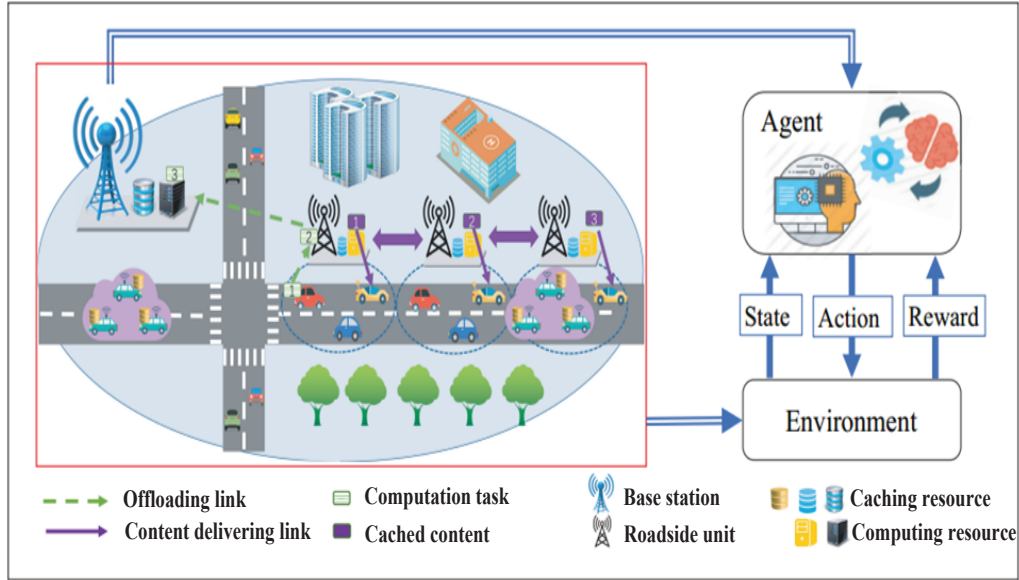 Agent
3
1
2
3
2
1
State
Action
Reward
Environment
Offloading link
Computation task
Base station
Caching resource
Content delivering link
Cached content
Roadside unit
Computing resource